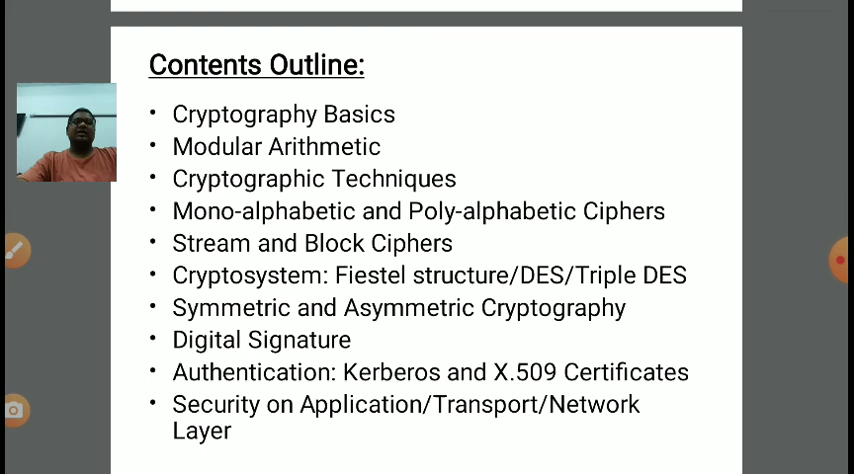 Contents Outline:
• Cryptography Basics
• Modular Arithmetic
• Cryptographic Techniques
• Mono-alphabetic and Poly-alphabetic Ciphers
• Stream and Block Ciphers
• Cryptosystem: Fiestel structure/DES/Triple DES
• Symmetric and Asymmetric Cryptography
• Digital Signature
• Authentication: Kerberos and X.509 Certificates
• Security on Application/Transport/Network
Layer